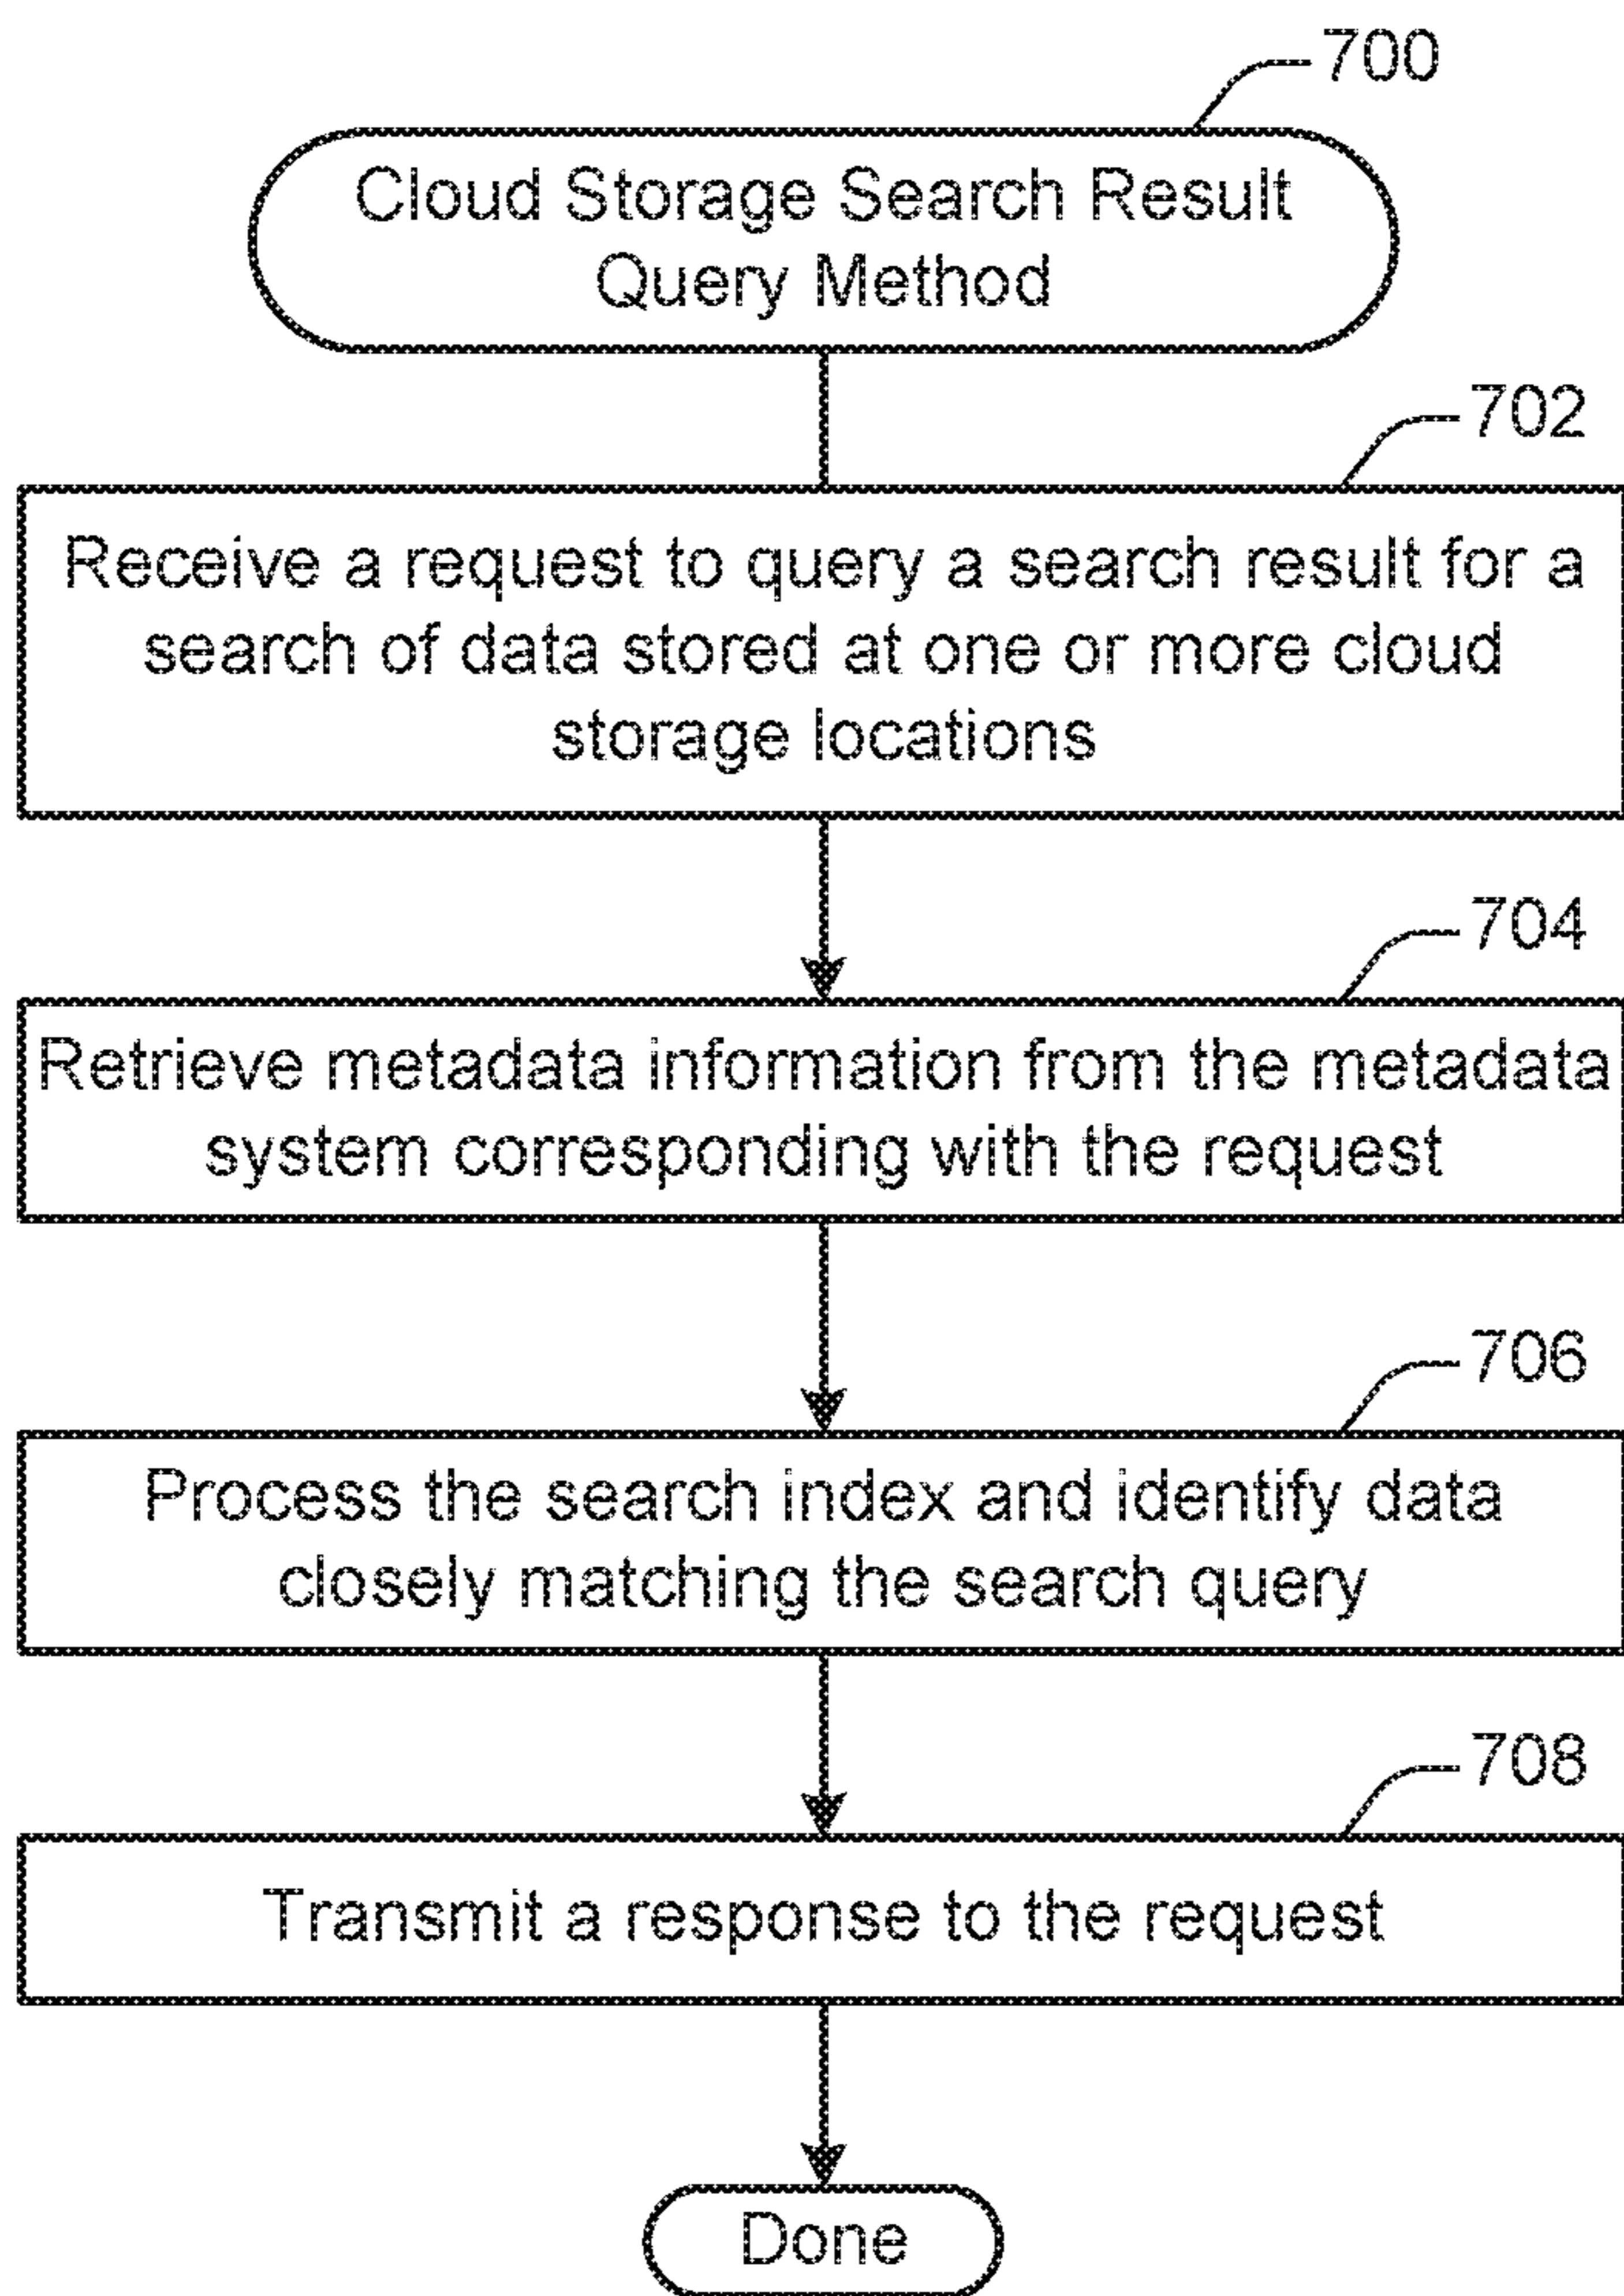 700
Cloud Storage Search Result
Query Method
702
Receive a request to query a search result for a
search of data stored at one or more cloud
storage locations
704
Retrieve metadata information from the metadata
system corresponding with the request
706
Process the search index and identify data
closely matching the search query
708
Transmit a response to the request
Done